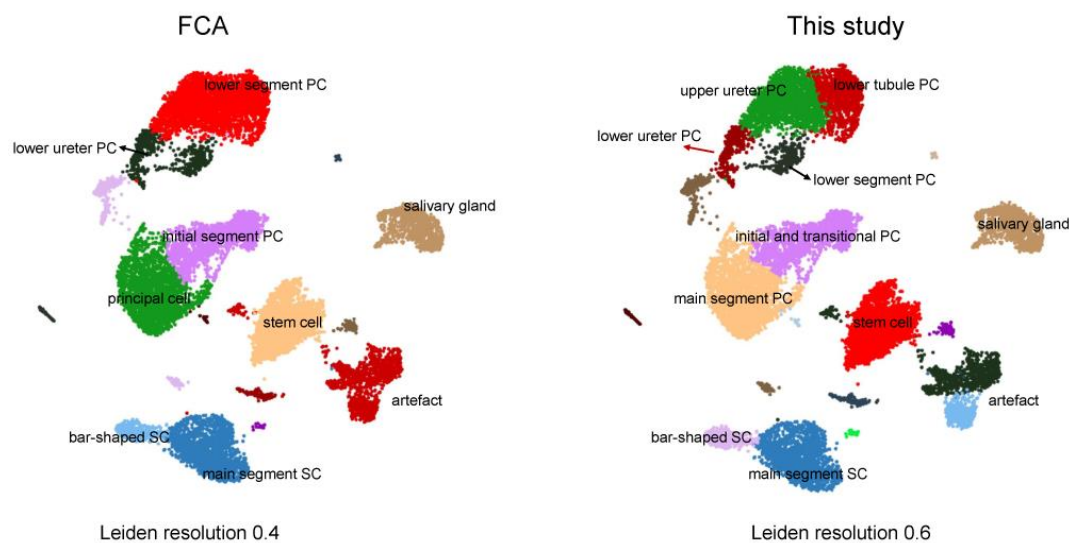 FCA
lower segment PC
lower ureter PC
salivary gland
initial segment PC
principal cell
stem cell
artefact
bar-shaped SC
main segment SC
Leiden resolution 0.4
This study
upper ureter PC
lower tubule PC
lower ureter PC
lower segment PC
salivary gland
initial and transitional PC
main segment PC
stem cell
artefact
bar-shaped SC
main segment SC
Leiden resolution 0.6